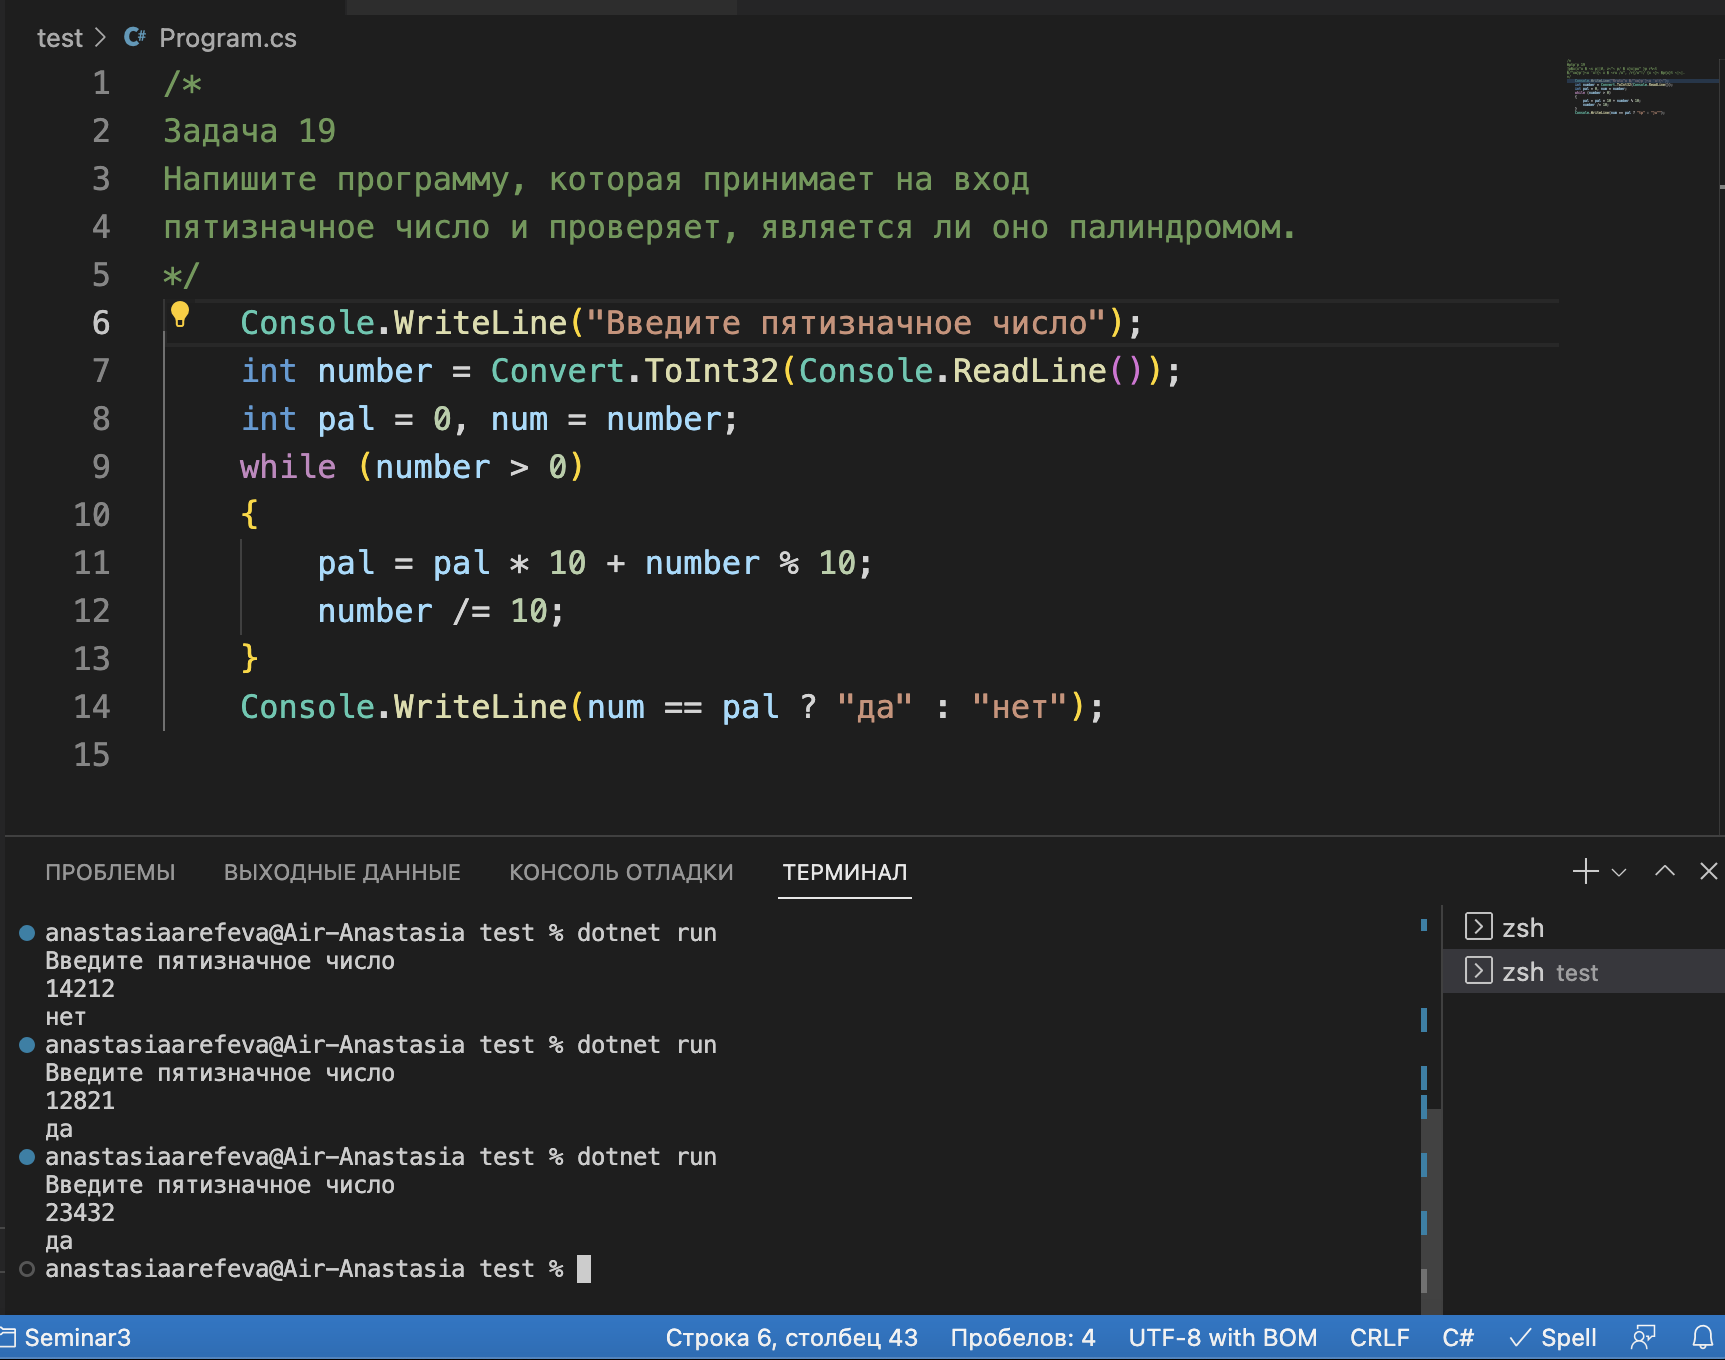 test > C# Program.cs
1 /*
2 Задача 19
3 Напишите программу, которая принимает на вход
4 пятизначное число и проверяет, является ли оно палиндромом.
5 */
6 Console.WriteLine("Введите пятизначное число");
7 int number = Convert.ToInt32(Console.ReadLine());
8 int pal = 0, num = number;
9 while (number > 0)
10 {
11 pal = pal * 10 + number % 10;
12 number /= 10;
13 }
14 Console.WriteLine(num == pal ? "да" : "нет");
15
ПРОБЛЕМЫ ВЫХОДНЫЕ ДАННЫЕ КОНСОЛЬ ОТЛАДКИ ТЕРМИНАЛ
anastasiaarefeva@Air-Anastasia test % dotnet run
Введите пятизначное число
14212
нет
anastasiaarefeva@Air-Anastasia test % dotnet run
Введите пятизначное число
12821
да
anastasiaarefeva@Air-Anastasia test % dotnet run
Введите пятизначное число
23432
да
anastasiaarefeva@Air-Anastasia test %
zsh
zsh test
Seminar3 Строка 6, столбец 43 Пробелов: 4 UTF-8 with BOM CRLF C# Spell